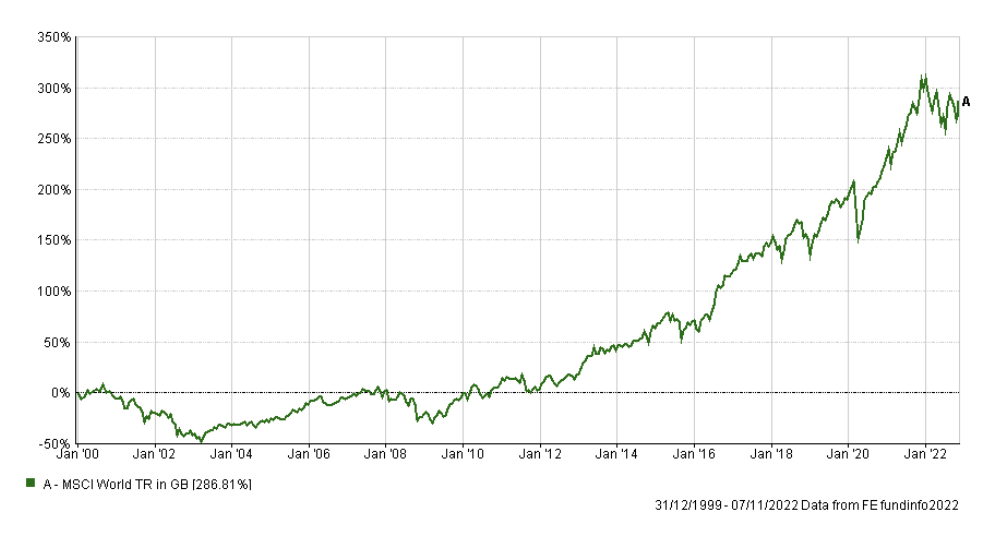 350%
300%
250%
200%
150%
100%
50%
0%
-50%
A
Jan '00 Jan '02 Jan '04 Jan '06 Jan '08 Jan '10 Jan '12 Jan '14 Jan '16 Jan '18 Jan '20 Jan '22
A - MSCI World TR in GB [286.81%]
31/12/1999 - 07/11/2022 Data from FE fundinfo2022